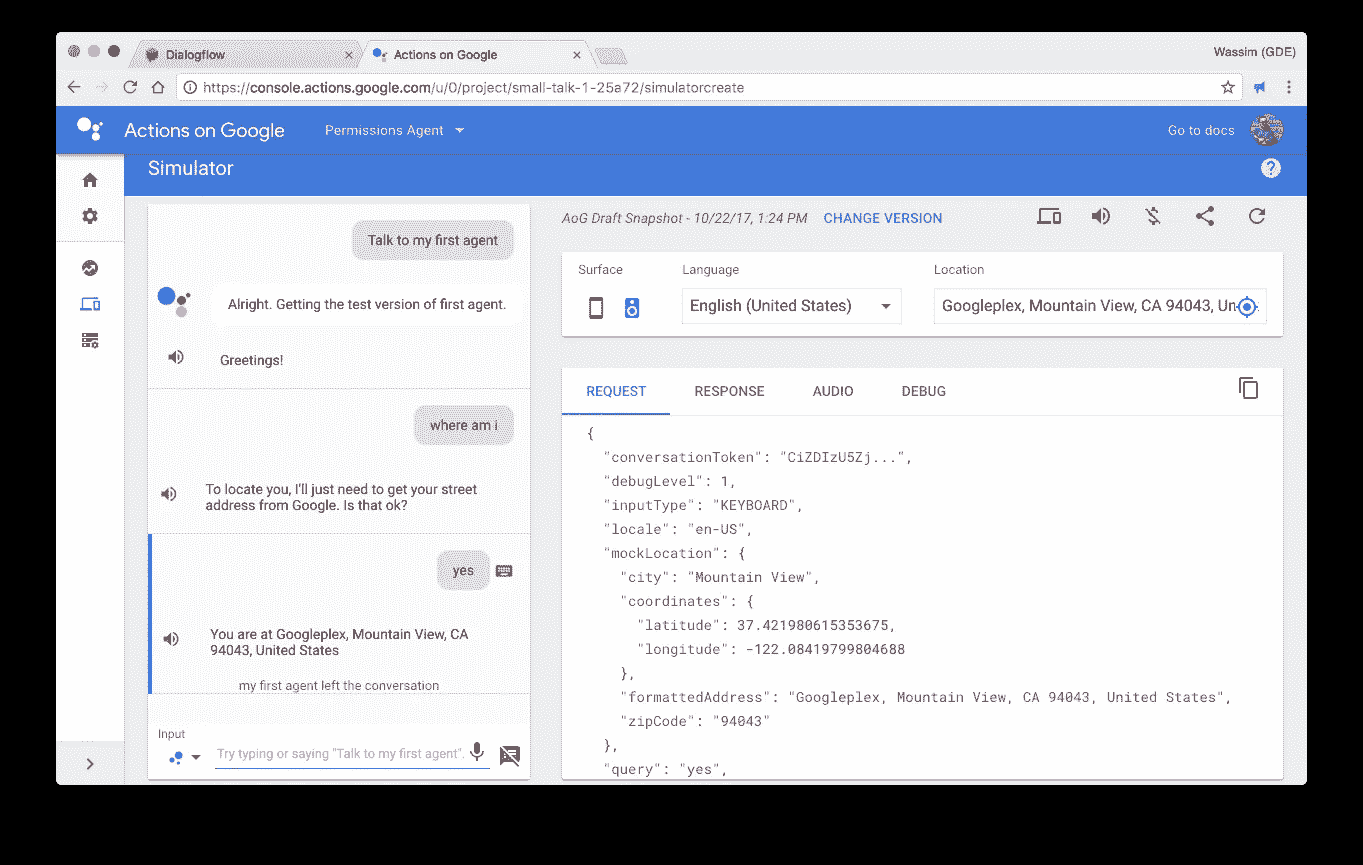 Dialogflow
Actions on Google
Wassim (GDE)
https://console.actions.google.com/u/0/project/small-talk-1-25a72/simulatorcreate
Actions on Google
Permissions Agent
Go to docs
Simulator
Talk to my first agent
Alright. Getting the test version of first agent.
Greetings!
where am i
To locate you, I'll just need to get your street
address from Google. Is that ok?
yes
You are at Googleplex, Mountain View, CA
94043, United States
my first agent left the conversation
Input
Try typing or saying "Talk to my first agent".
AoG Draft Snapshot - 10/22/17, 1:24 PM CHANGE VERSION
Surface
Language
Location
English (United States)
Googleplex, Mountain View, CA 94043, Un
REQUEST
RESPONSE
AUDIO
DEBUG
{
"conversationToken": "CiZDIzU5Zj...",
"debugLevel": 1,
"inputType": "KEYBOARD",
"locale": "en-US",
"mockLocation": {
"city": "Mountain View",
"coordinates": {
"latitude": 37.421980615353675,
"longitude": -122.08419799804688
},
"formattedAddress": "Googleplex, Mountain View, CA 94043, United States",
"zipCode": "94043"
},
"query": "yes",